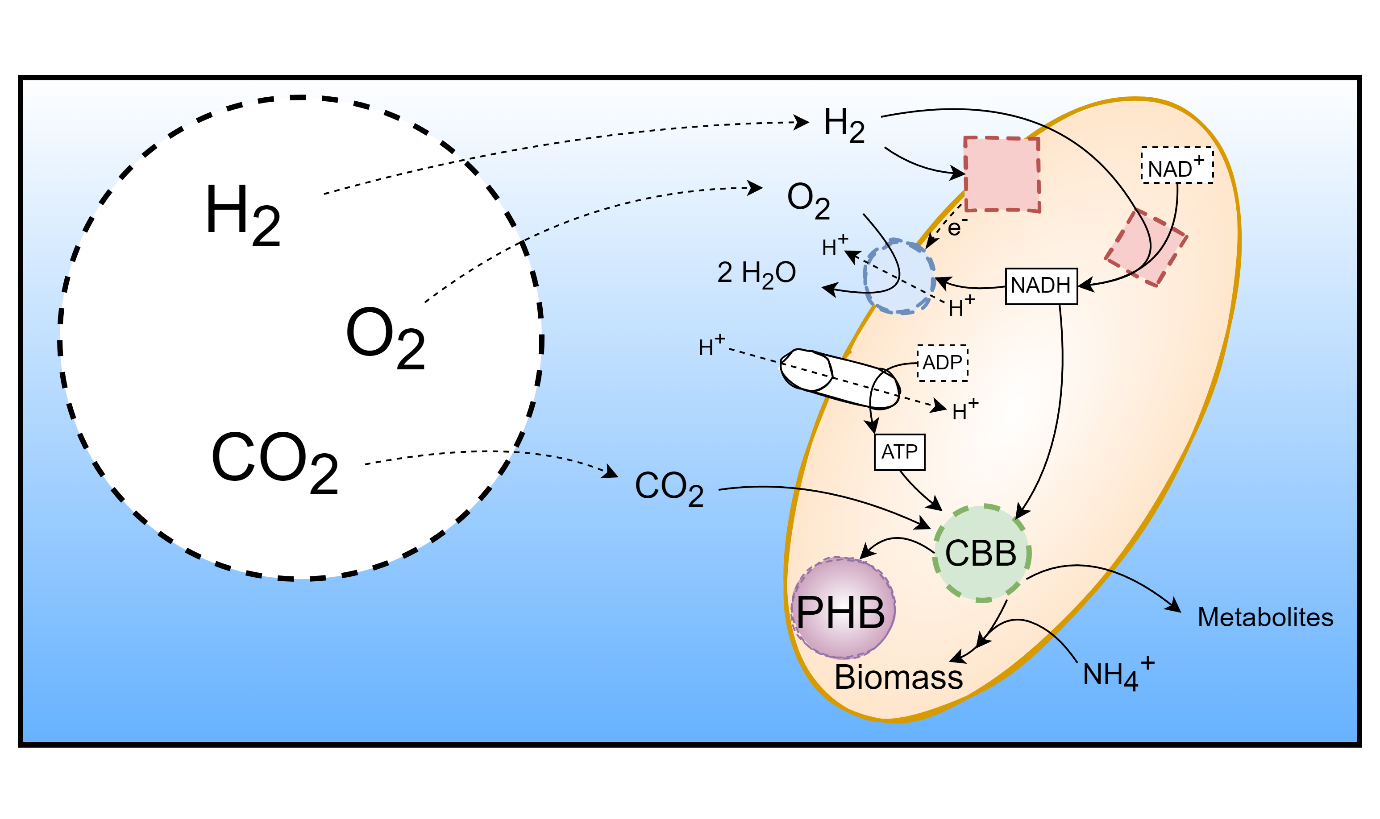 H2
O2
CO2
H2
O2
2 H2O
CO2
H+
e-
H+
H+
H+
NAD+
NADH
ADP
ATP
CBB
PHB
Biomass
Metabolites
NH4+